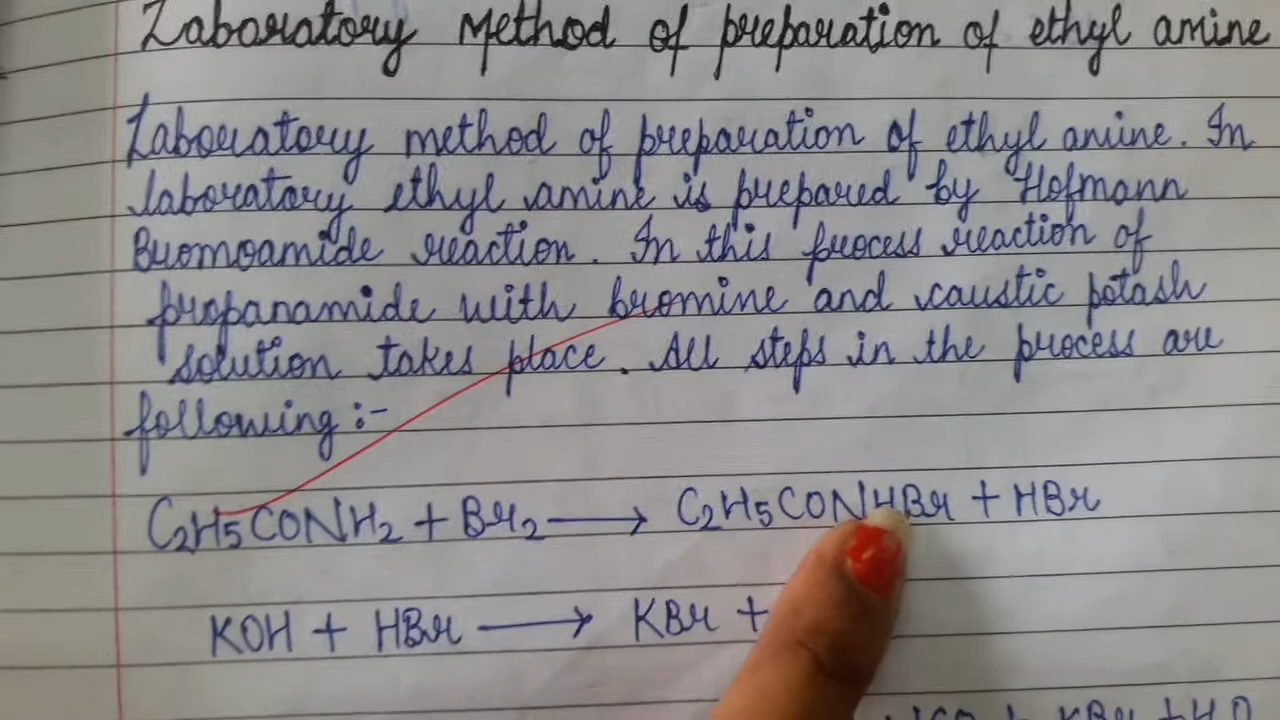 Laboratory Method of preparation of ethyl amine
Laboratory method of preparation of ethyl amine. In
laboratory ethyl amine is prepared by Hofmann
Bromoamide reaction. In this process reaction of
propanamide with bromine and caustic potash
solution takes place. All steps in the process are
following :-
C₂H₅CONH₂ + Br₂ ⟶ C₂H₅CONHBr + HBr
KOH + HBr ⟶ KBr +
+ KBr + H₂O